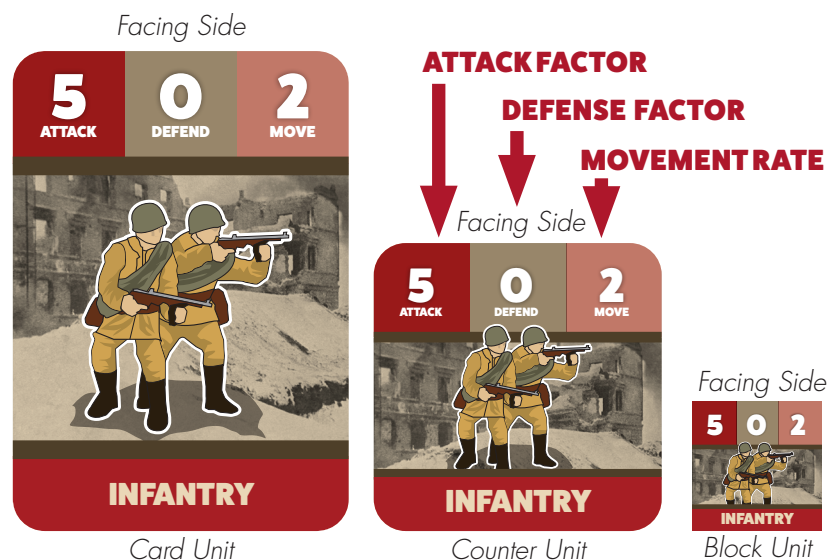 Facing Side
5 0 2
ATTACK DEFEND MOVE
INFANTRY
Card Unit
ATTACK FACTOR
DEFENSE FACTOR
MOVEMENT RATE
Facing Side
5 0 2
ATTACK DEFEND MOVE
INFANTRY
Counter Unit
Facing Side
5 0 2
INFANTRY
Block Unit